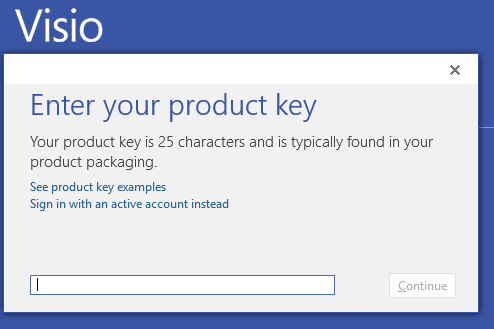 Visio
Enter your product key
Your product key is 25 characters and is typically found in your
product packaging.
See product key examples
Sign in with an active account instead
Continue